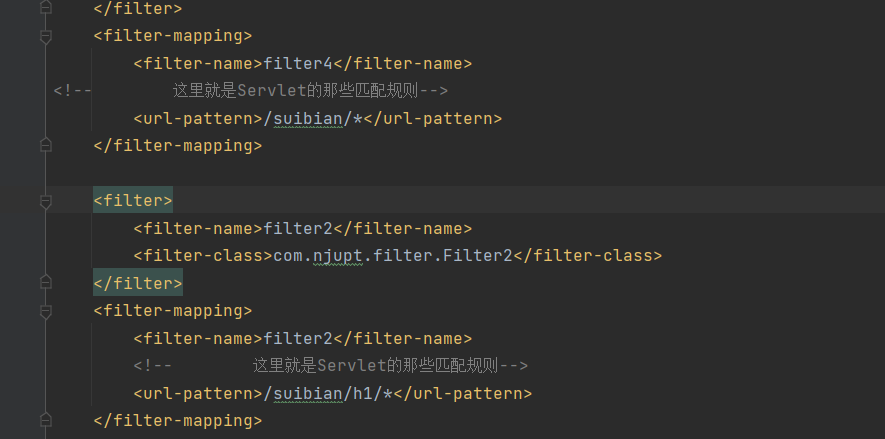 </filter>
<filter-mapping>
<filter-name>filter4</filter-name>
<!-- 这里就是Servlet的那些匹配规则-->
<url-pattern>/suibian/*</url-pattern>
</filter-mapping>
<filter>
<filter-name>filter2</filter-name>
<filter-class>com.njupt.filter.Filter2</filter-class>
</filter>
<filter-mapping>
<filter-name>filter2</filter-name>
<!-- 这里就是Servlet的那些匹配规则-->
<url-pattern>/suibian/h1/*</url-pattern>
</filter-mapping>